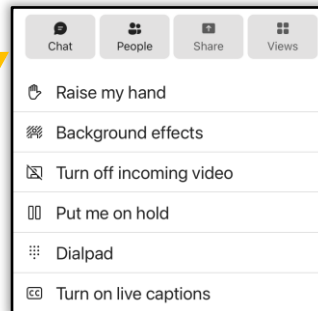 Chat People Share Views
Raise my hand
Background effects
Turn off incoming video
Put me on hold
Dialpad
CC Turn on live captions